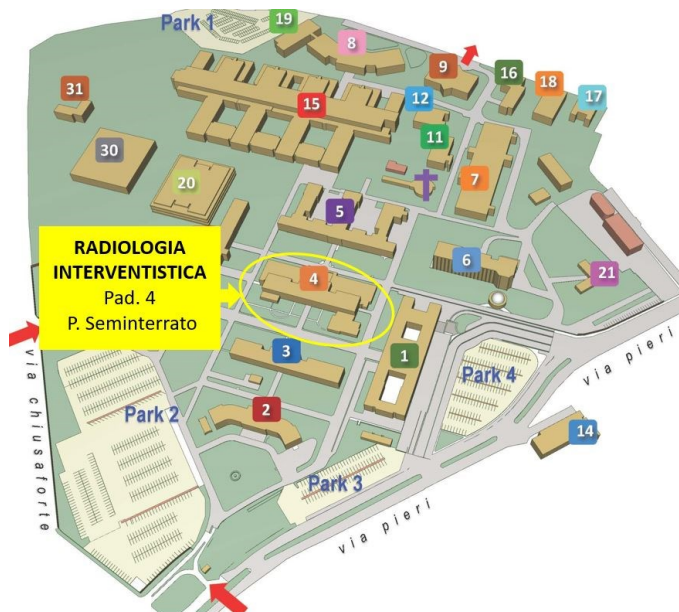 19
Park 1
8
9
16
18
17
31
12
15
11
30
20
7
5
RADIOLOGIA
INTERVENTISTICA
Pad. 4
P. Seminterrato
4
6
21
3
1
Park 4
via pieri
via chiusaforte
Park 2
2
14
Park 3
via pieri